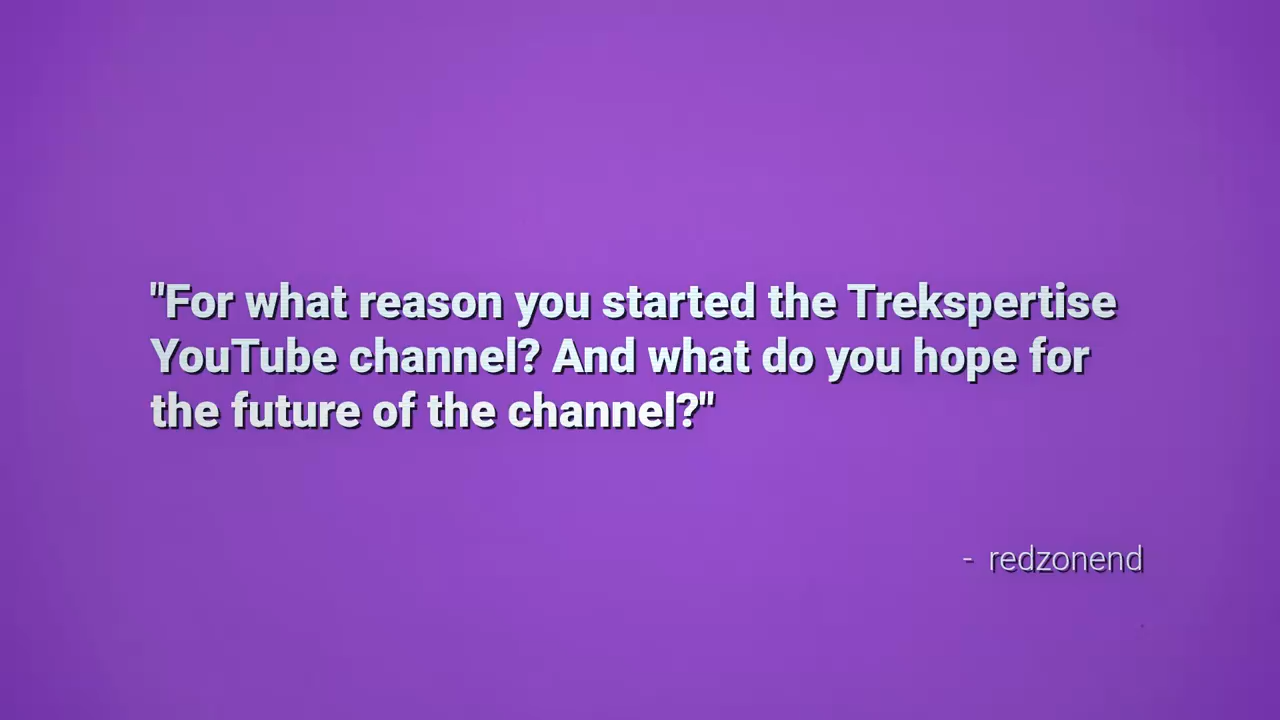 "For what reason you started the Trekspertise
YouTube channel? And what do you hope for
the future of the channel?"
- redzonend